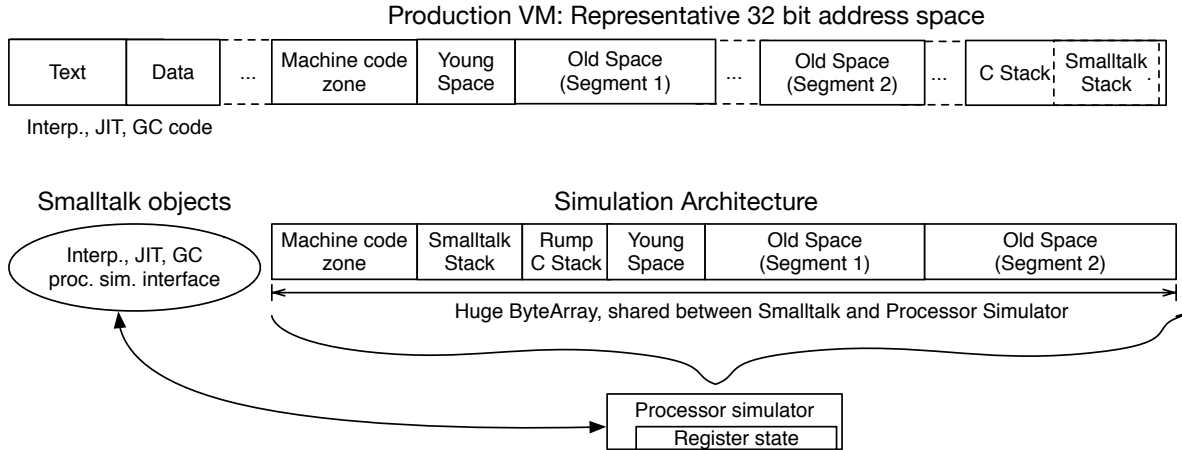 Production VM: Representative 32 bit address space
Text
Data
...
Machine code
zone
Young
Space
Old Space
(Segment 1)
...
Old Space
(Segment 2)
...
C Stack
Smalltalk
Stack
.
Interp., JIT, GC code
Smalltalk objects
Simulation Architecture
Interp., JIT, GC
proc. sim. interface
Machine code
zone
Smalltalk
Stack
Rump
C Stack
Young
Space
Old Space
(Segment 1)
Old Space
(Segment 2)
Huge ByteArray, shared between Smalltalk and Processor Simulator
Processor simulator
Register state